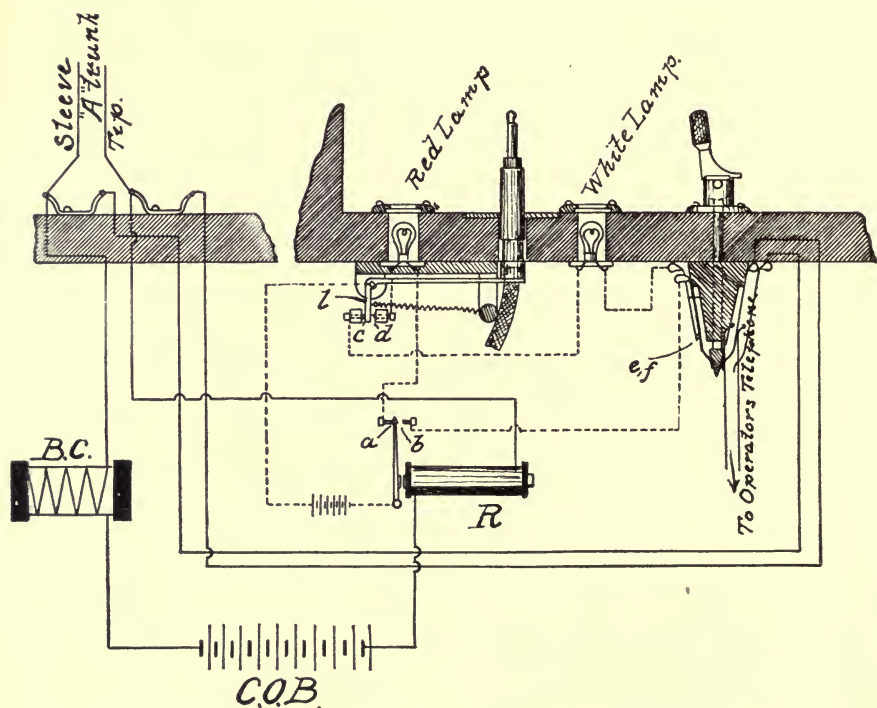 Sleeve
"A" trunk
Tip.
Red Lamp
White Lamp.
l
c
d
e,f
a
b
To Operators Telephone
B.C.
R
C.O.B.